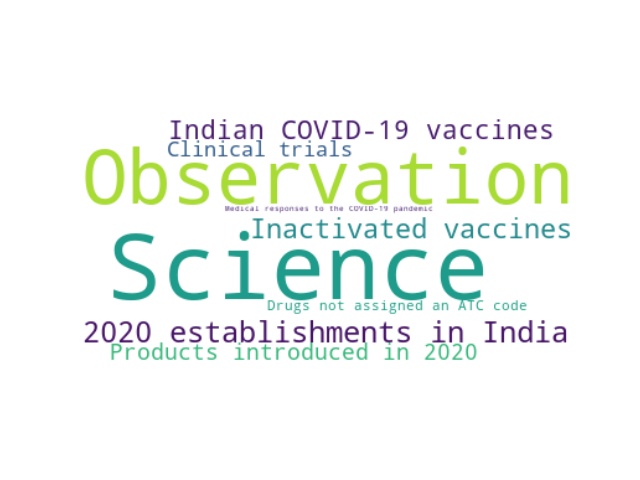 Indian COVID-19 vaccines
Clinical trials
Observation
Medical responses to the COVID-19 pandemic
Inactivated vaccines
Science
Drugs not assigned an ATC code
2020 establishments in India
Products introduced in 2020